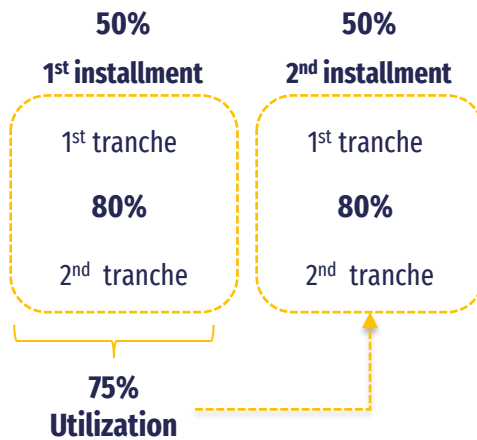 50%
1st installment
1st tranche
80%
2nd tranche
75%
Utilization
50%
2nd installment
1st tranche
80%
2nd tranche